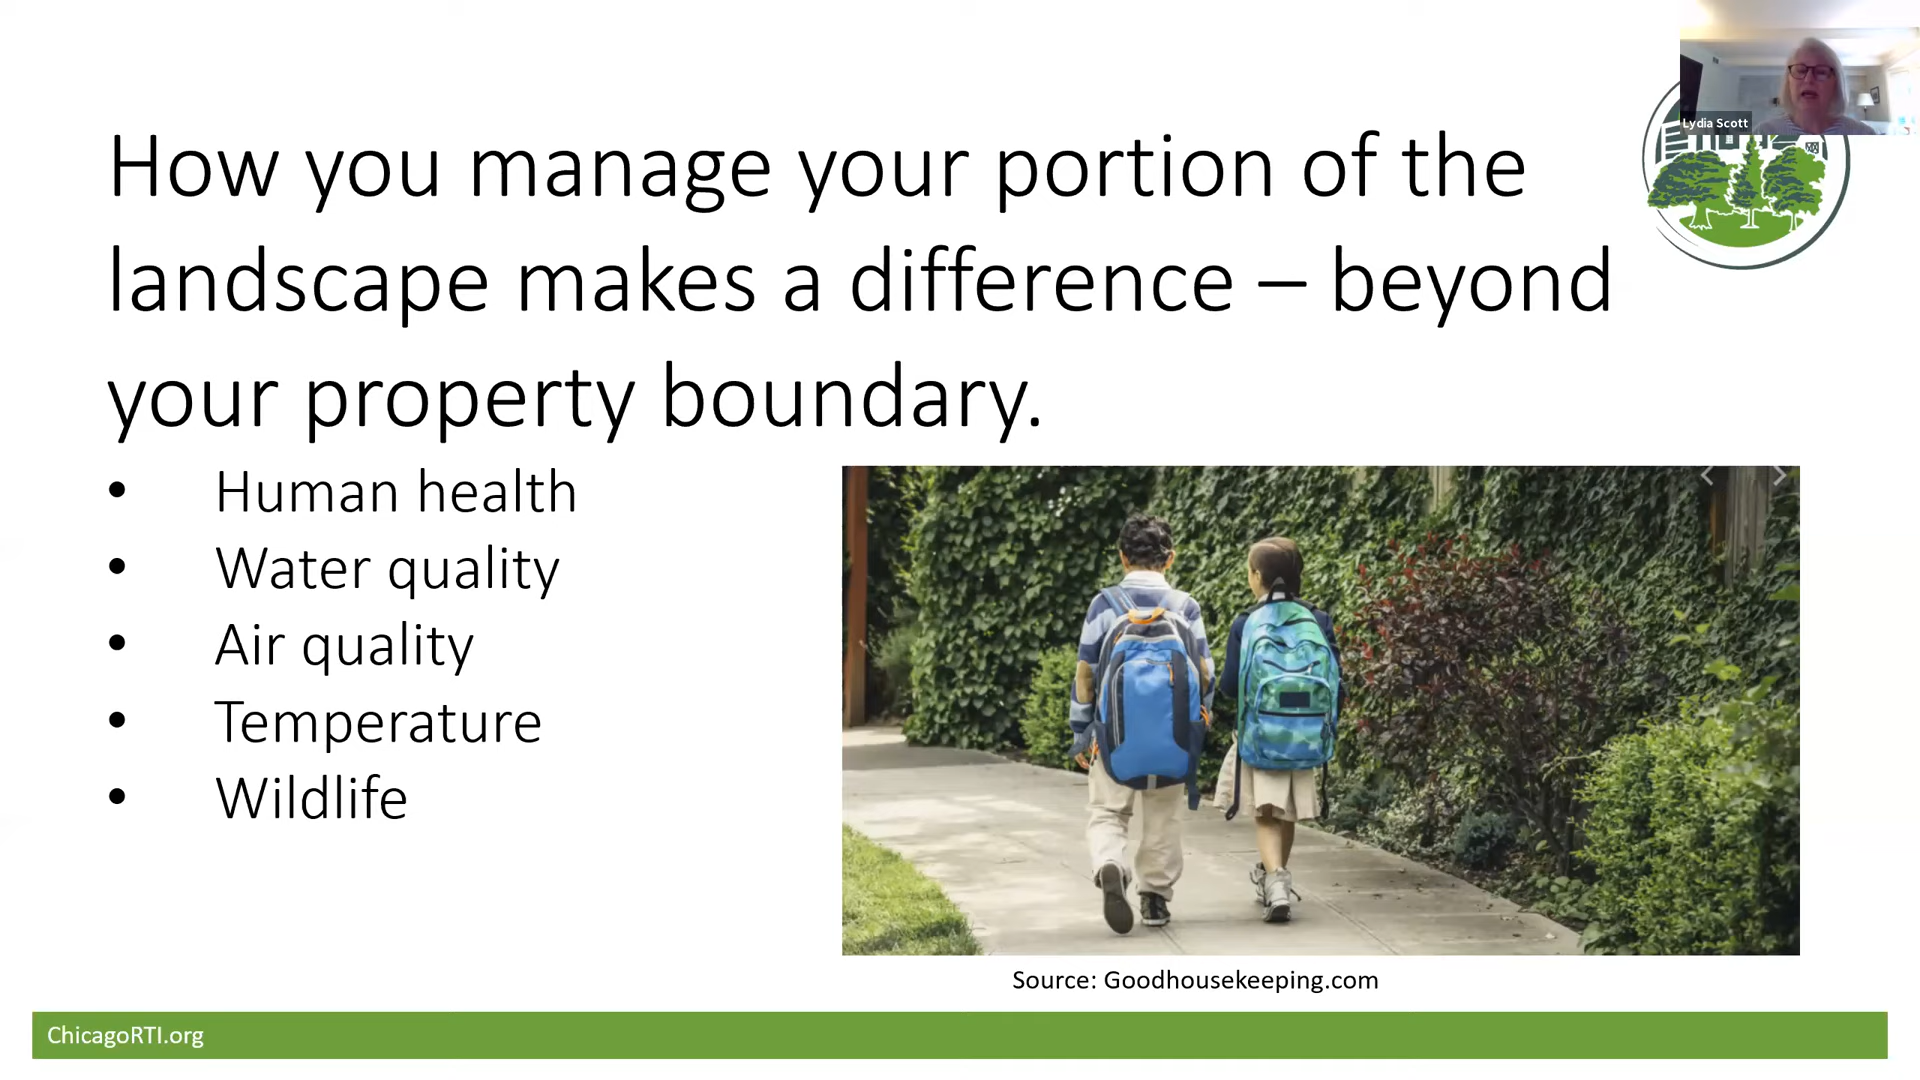 Lydia Scott
How you manage your portion of the
landscape makes a difference – beyond
your property boundary.
• Human health
• Water quality
• Air quality
• Temperature
• Wildlife
Source: Goodhousekeeping.com
ChicagoRTI.org